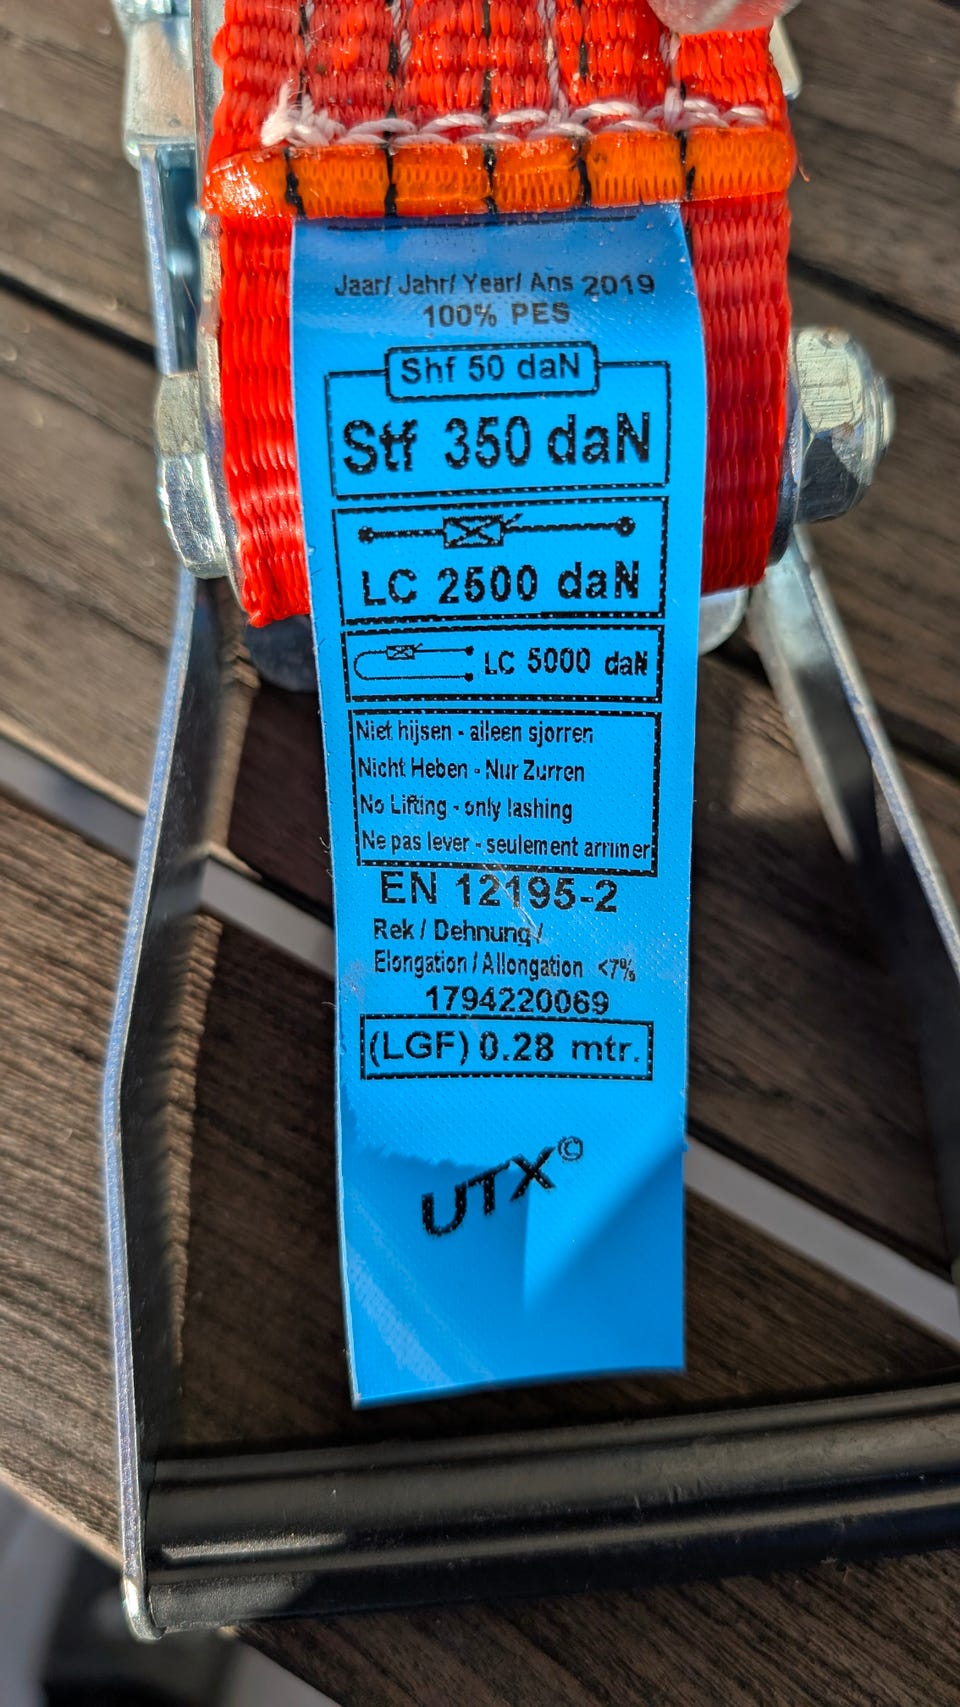 Jaar/ Jahr/ Year/ Ans 2019
100% PES
Shf 50 daN
Stf 350 daN
LC 2500 daN
LC 5000 daN
Niet hijsen - alleen sjorren
Nicht Heben - Nur Zurren
No Lifting - only lashing
Ne pas lever - seulement arrimer
EN 12195-2
Rek / Dehnung /
Elongation / Allongation <7%
1794220069
(LGF) 0.28 mtr.
UTX©